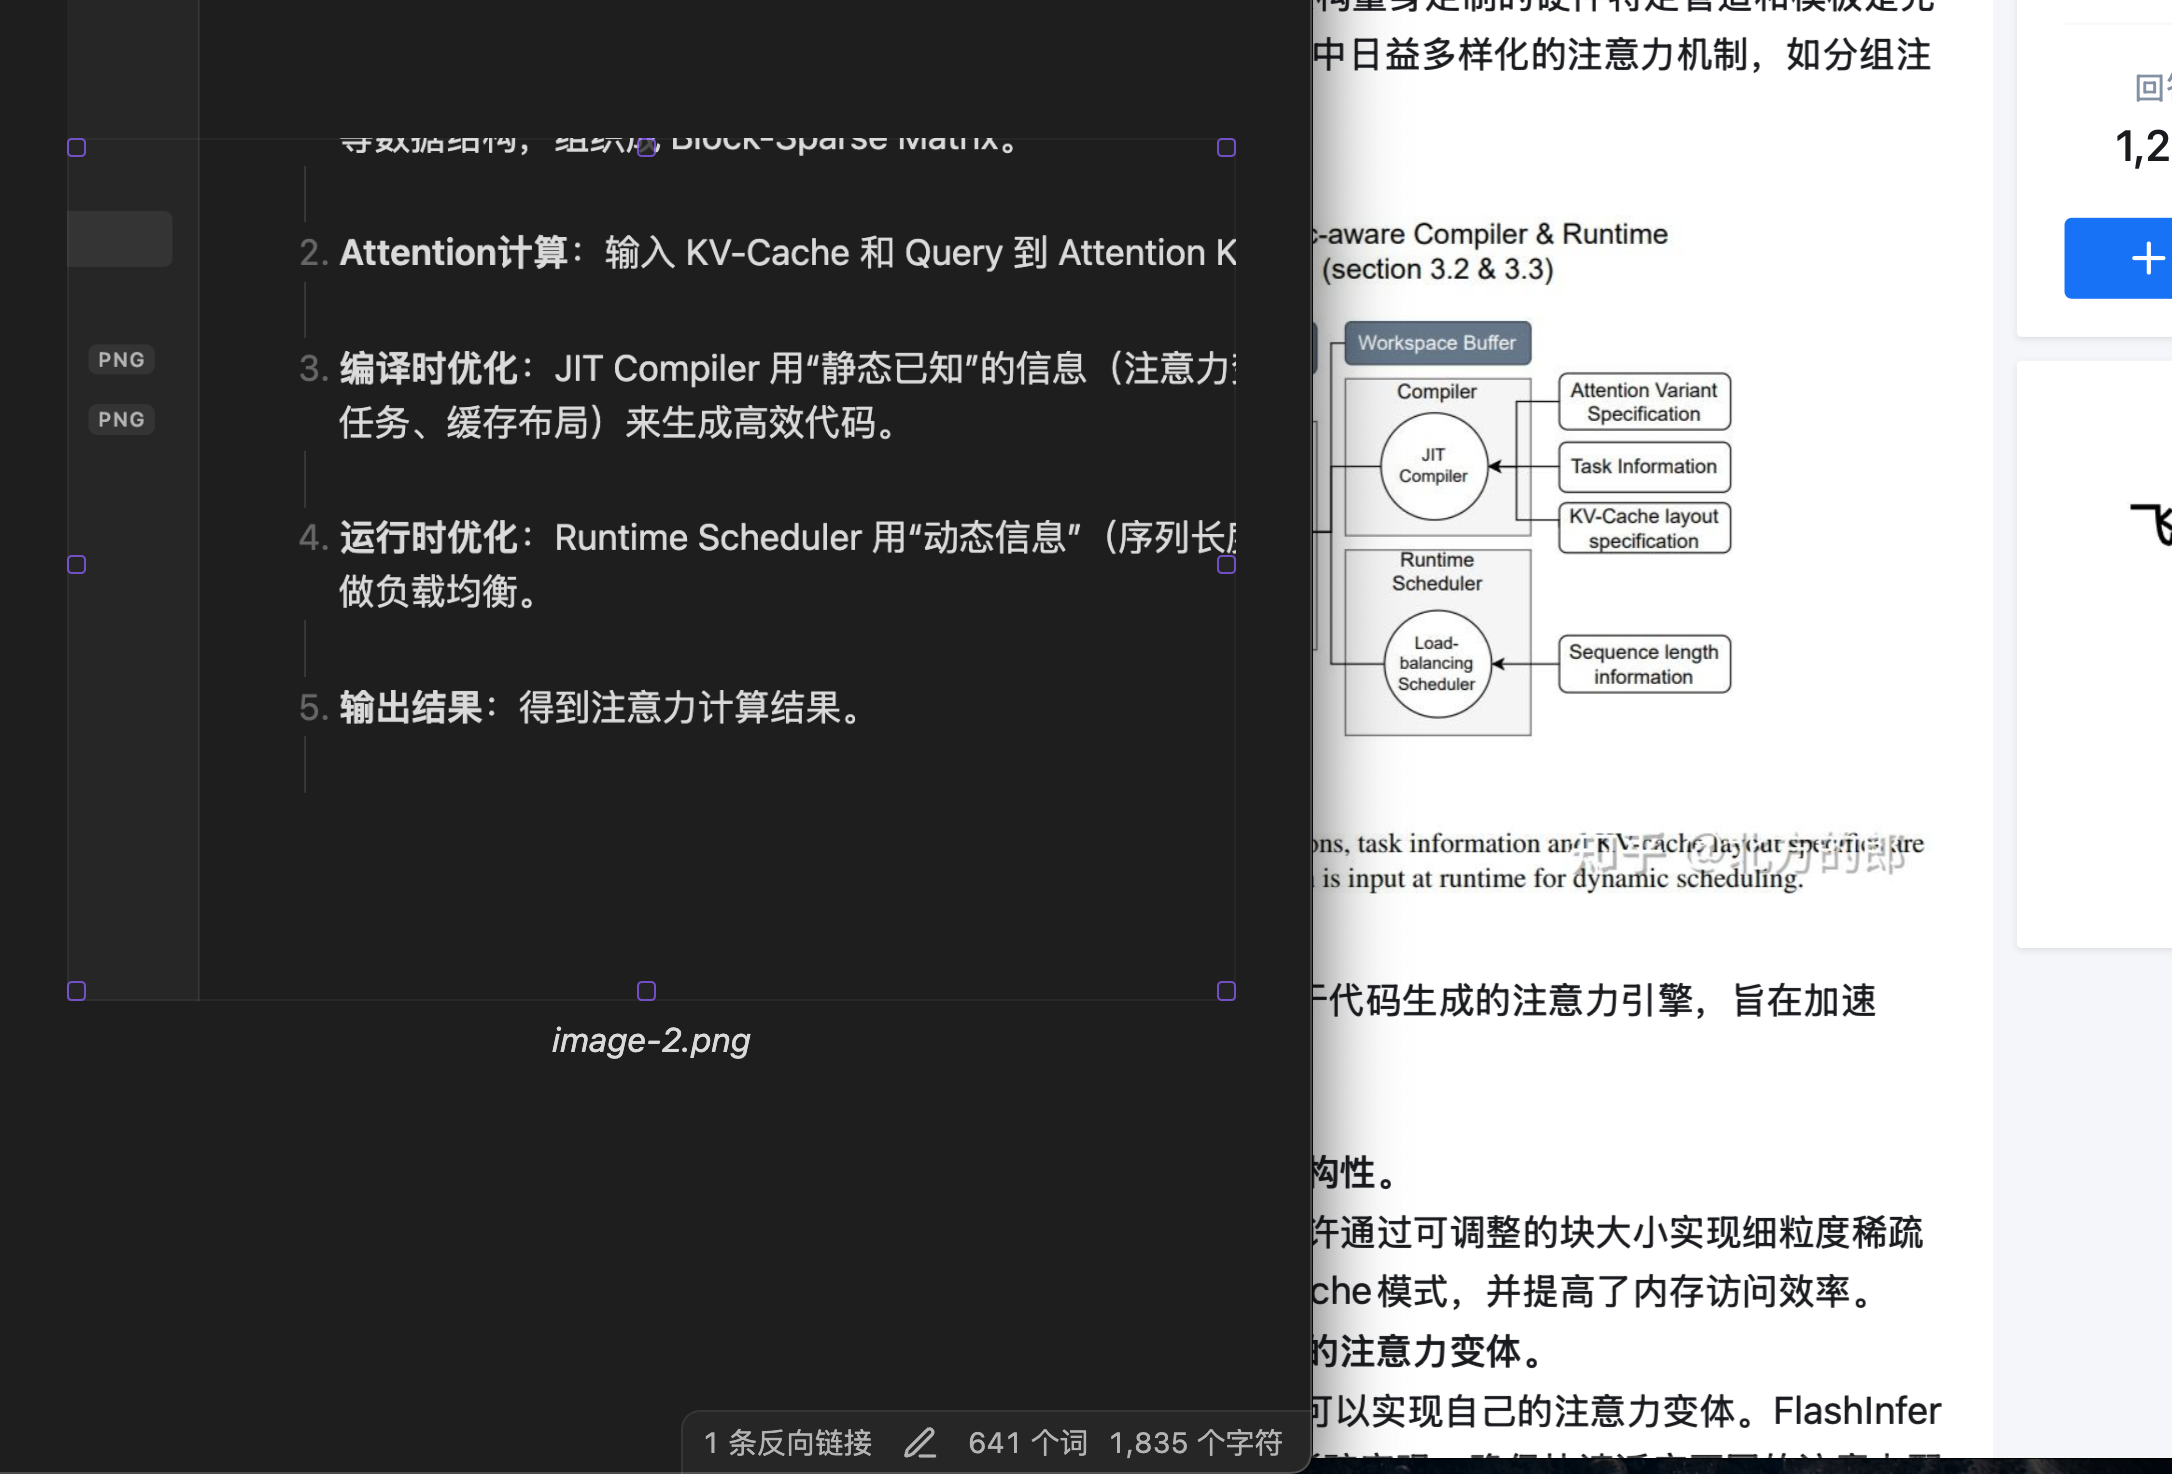 等数据结构，组织成 Block-Sparse Matrix。
2. Attention计算：输入 KV-Cache 和 Query 到 Attention K
PNG
3. 编译时优化：JIT Compiler 用“静态已知”的信息（注意力
PNG
任务、缓存布局）来生成高效代码。
4. 运行时优化：Runtime Scheduler 用“动态信息”（序列长度
做负载均衡。
5. 输出结果：得到注意力计算结果。
image-2.png
1 条反向链接 641 个词 1,835 个字符
中日益多样化的注意力机制，如分组注
-aware Compiler & Runtime
(section 3.2 & 3.3)
Workspace Buffer
Compiler
JIT
Compiler
Attention Variant
Specification
Task Information
KV-Cache layout
specification
Runtime
Scheduler
Load-
balancing
Scheduler
Sequence length
information
ons, task information and KV-cache layout specifics are
is input at runtime for dynamic scheduling.
知乎 @北方的郎
于代码生成的注意力引擎，旨在加速
构性。
许通过可调整的块大小实现细粒度稀疏
che模式，并提高了内存访问效率。
的注意力变体。
可以实现自己的注意力变体。FlashInfer
回
1,2
飞